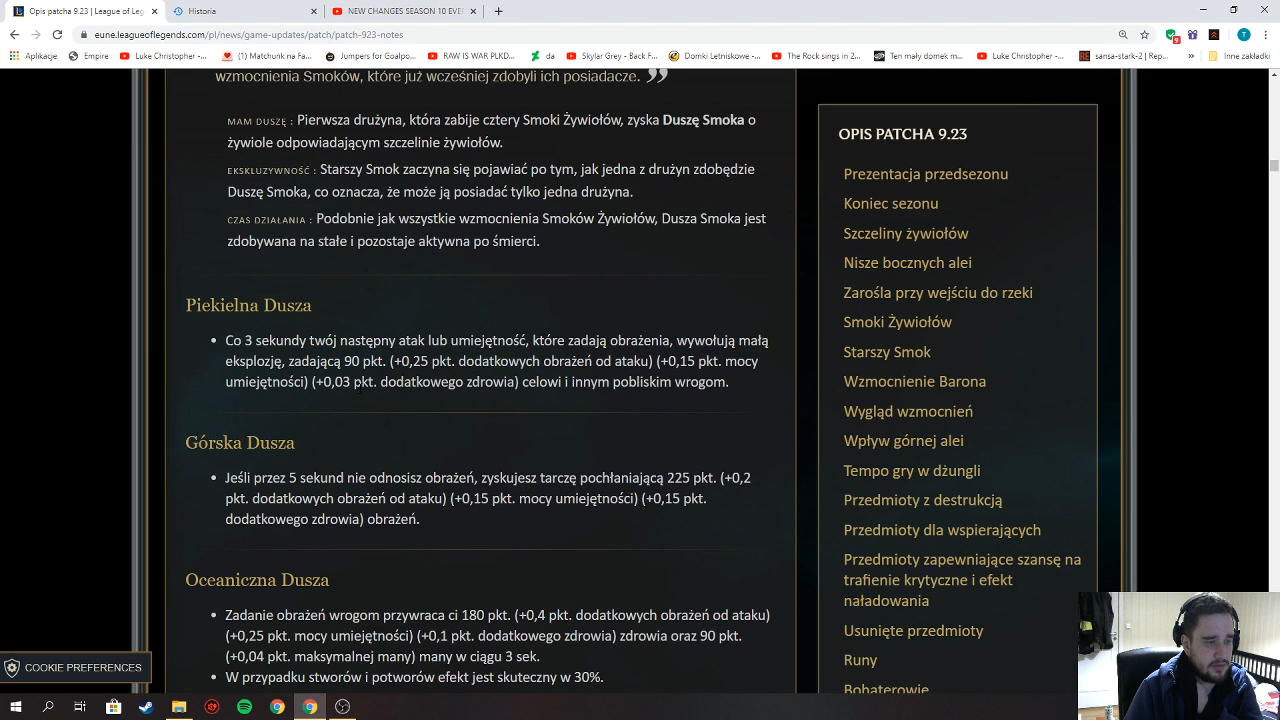 Opis patcha 9.23 | League of Leg
Historia
NEW CHANGES SEASON 10 EVE
eune.leagueoflegends.com/pl/news/game-updates/patch/patch-923-notes
9
T
Aplikacje
Empire
Luke Christopher -...
(2) Matchunk na Fa...
Jumpers for Goalpo...
RAW IS WAR PLKD...
da
Skylar Grey - Back F...
Domki Letniskowe -...
The Rock sings in 2...
Ten mały domek m...
Luke Christopher -...
sansa-stark-2 | Rep...
»
Inne zakładki
wzmocnienia Smoków, które już wcześniej zdobyli ich posiadacze.
MAM DUSZĘ : Pierwsza drużyna, która zabije cztery Smoki Żywiołów, zyska Duszę Smoka o
żywiole odpowiadającym szczelinie żywiołów.
EKSKLUZYWNOŚĆ : Starszy Smok zaczyna się pojawiać po tym, jak jedna z drużyn zdobędzie
Duszę Smoka, co oznacza, że może ją posiadać tylko jedna drużyna.
CZAS DZIAŁANIA : Podobnie jak wszystkie wzmocnienia Smoków Żywiołów, Dusza Smoka jest
zdobywana na stałe i pozostaje aktywna po śmierci.
Piekielna Dusza
Co 3 sekundy twój następny atak lub umiejętność, które zadają obrażenia, wywołują małą
eksplozję, zadającą 90 pkt. (+0,25 pkt. dodatkowych obrażeń od ataku) (+0,15 pkt. mocy
umiejętności) (+0,03 pkt. dodatkowego zdrowia) celowi i innym pobliskim wrogom.
Górska Dusza
Jeśli przez 5 sekund nie odnosisz obrażeń, zyskujesz tarczę pochłaniającą 225 pkt. (+0,2
pkt. dodatkowych obrażeń od ataku) (+0,15 pkt. mocy umiejętności) (+0,15 pkt.
dodatkowego zdrowia) obrażeń.
Oceaniczna Dusza
Zadanie obrażeń wrogom przywraca ci 180 pkt. (+0,4 pkt. dodatkowych obrażeń od ataku)
(+0,25 pkt. mocy umiejętności) (+0,1 pkt. dodatkowego zdrowia) zdrowia oraz 90 pkt.
(+0,04 pkt. maksymalnej many) many w ciągu 3 sek.
W przypadku stworów i potworów efekt jest skuteczny w 30%.
OPIS PATCHA 9.23
Prezentacja przedsezonu
Koniec sezonu
Szczeliny żywiołów
Nisze bocznych alei
Zarośla przy wejściu do rzeki
Smoki Żywiołów
Starszy Smok
Wzmocnienie Barona
Wygląd wzmocnień
Wpływ górnej alei
Tempo gry w dżungli
Przedmioty z destrukcją
Przedmioty dla wspierających
Przedmioty zapewniające szansę na
trafienie krytyczne i efekt
naładowania
Usunięte przedmioty
Runy
Bohaterowie
COOKIE PREFERENCES